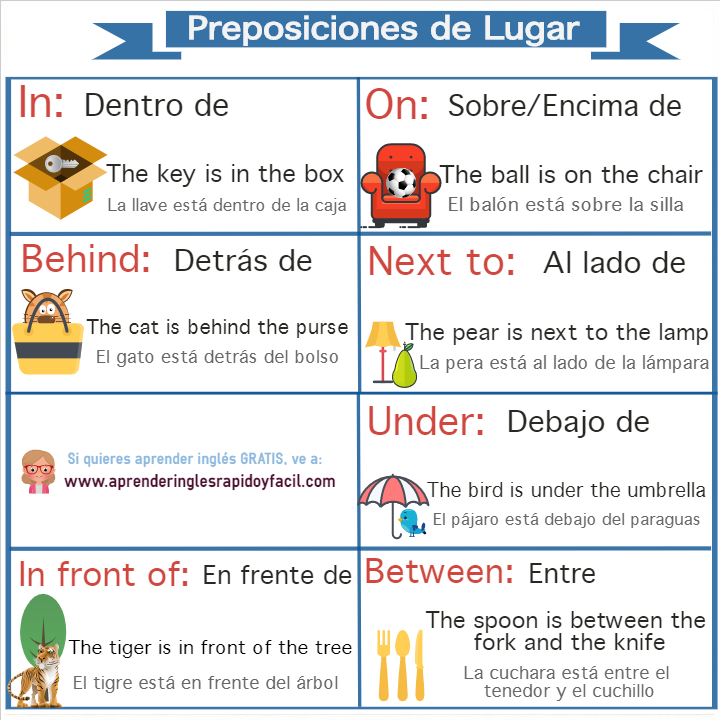 Preposiciones de Lugar
In: Dentro de
The key is in the box
La llave está dentro de la caja
On: Sobre/Encima de
The ball is on the chair
El balón está sobre la silla
Behind: Detrás de
The cat is behind the purse
El gato está detrás del bolso
Next to: Al lado de
The pear is next to the lamp
La pera está al lado de la lámpara
Si quieres aprender inglés GRATIS, ve a:
www.aprenderinglesrapidoyfacil.com
Under: Debajo de
The bird is under the umbrella
El pájaro está debajo del paraguas
In front of: En frente de
The tiger is in front of the tree
El tigre está en frente del árbol
Between: Entre
The spoon is between the
fork and the knife
La cuchara está entre el
tenedor y el cuchillo